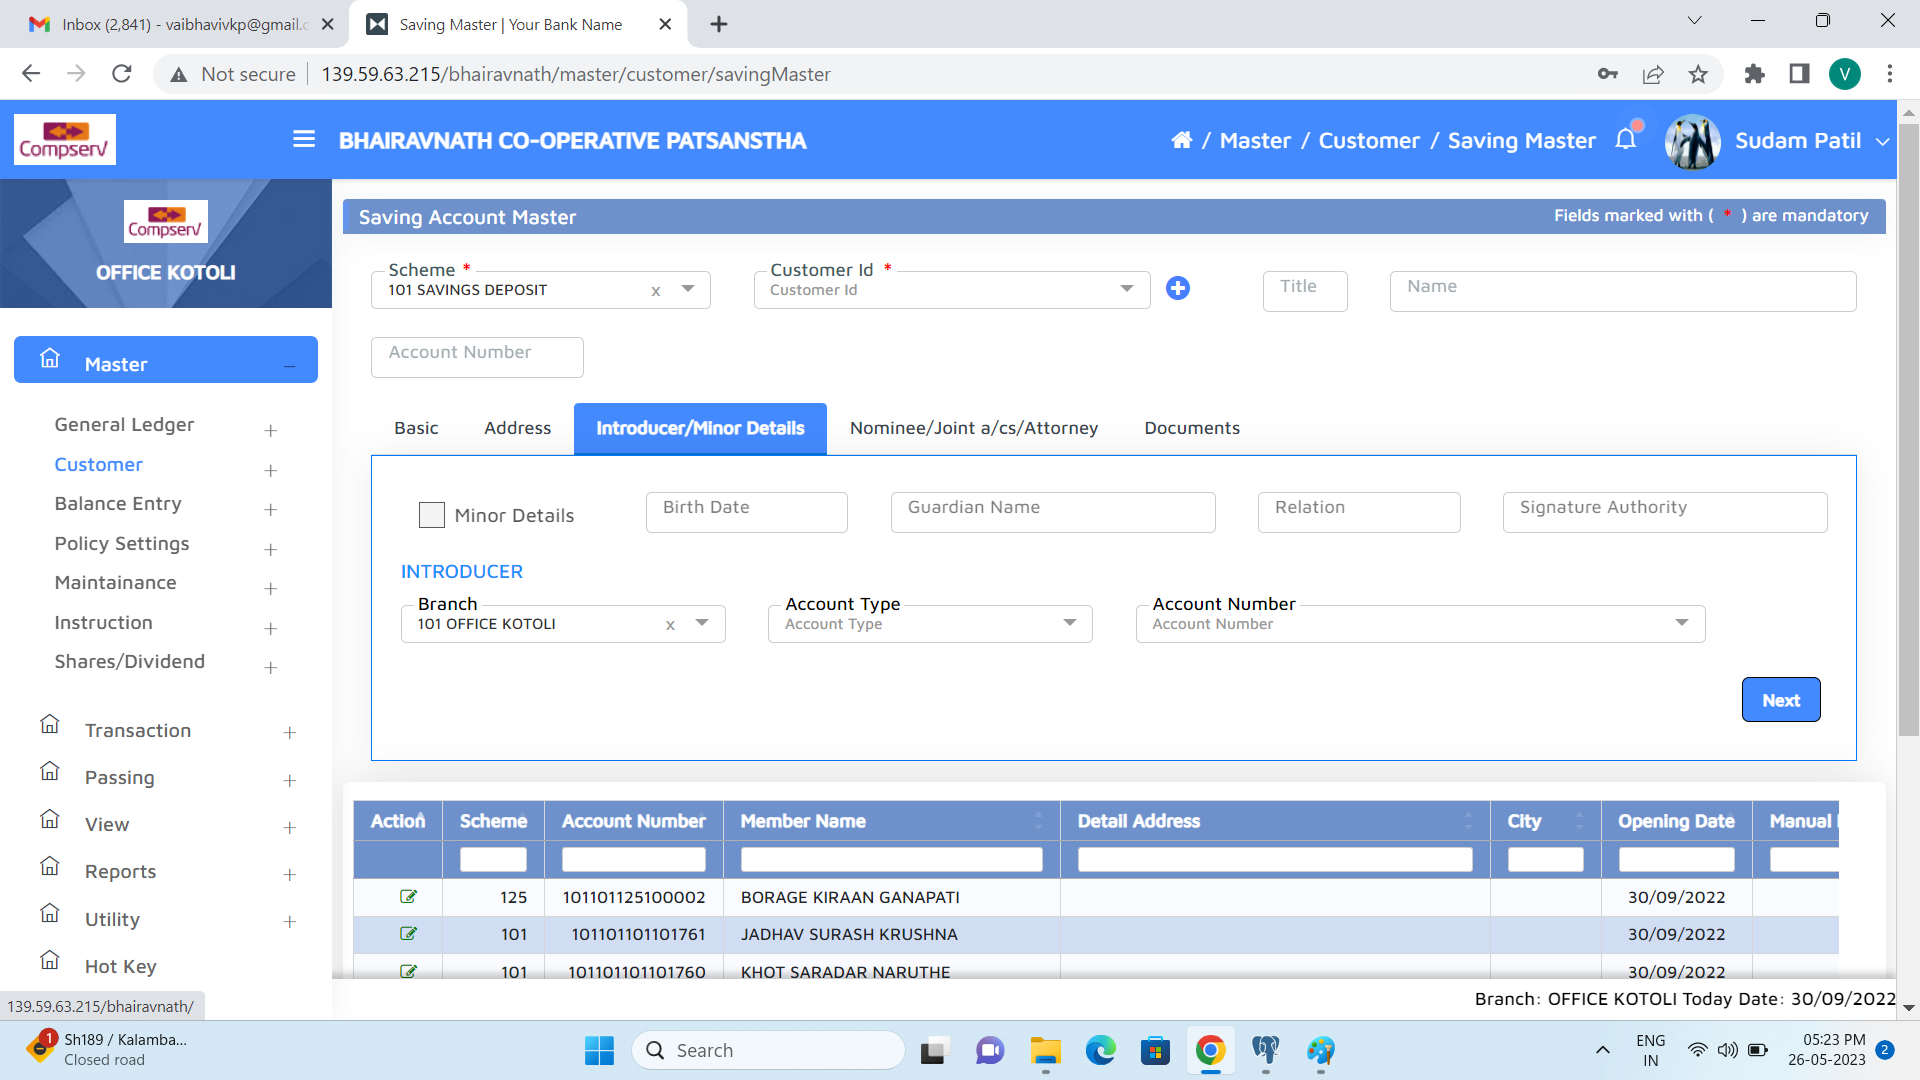 Inbox (2,841) - vaibhavivkp@gmail.c
Saving Master | Your Bank Name
Not secure
139.59.63.215/bhairavnath/master/customer/savingMaster
V
Compserv
BHAIRAVNATH CO-OPERATIVE PATSANSTHA
/ Master / Customer / Saving Master
Sudam Patil
Compserv
OFFICE KOTOLI
Master
General Ledger
Customer
Balance Entry
Policy Settings
Maintainance
Instruction
Shares/Dividend
Transaction
Passing
View
Reports
Utility
Hot Key
139.59.63.215/bhairavnath/
Saving Account Master
Fields marked with ( * ) are mandatory
Scheme *
101 SAVINGS DEPOSIT
x
Customer Id *
Customer Id
Title
Name
Account Number
Basic
Address
Introducer/Minor Details
Nominee/Joint a/cs/Attorney
Documents
Minor Details
Birth Date
Guardian Name
Relation
Signature Authority
INTRODUCER
Branch
101 OFFICE KOTOLI
x
Account Type
Account Type
Account Number
Account Number
Next
Action Scheme Account Number Member Name Detail Address City Opening Date Manual
125 101101125100002 BORAGE KIRAAN GANAPATI 30/09/2022
101 101101101101761 JADHAV SURASH KRUSHNA 30/09/2022
101 101101101101760 KHOT SARADAR NARUTHE 30/09/2022
Branch: OFFICE KOTOLI Today Date: 30/09/2022
1
Sh189 / Kalamba...
Closed road
Search
ENG
IN
05:23 PM
26-05-2023
2